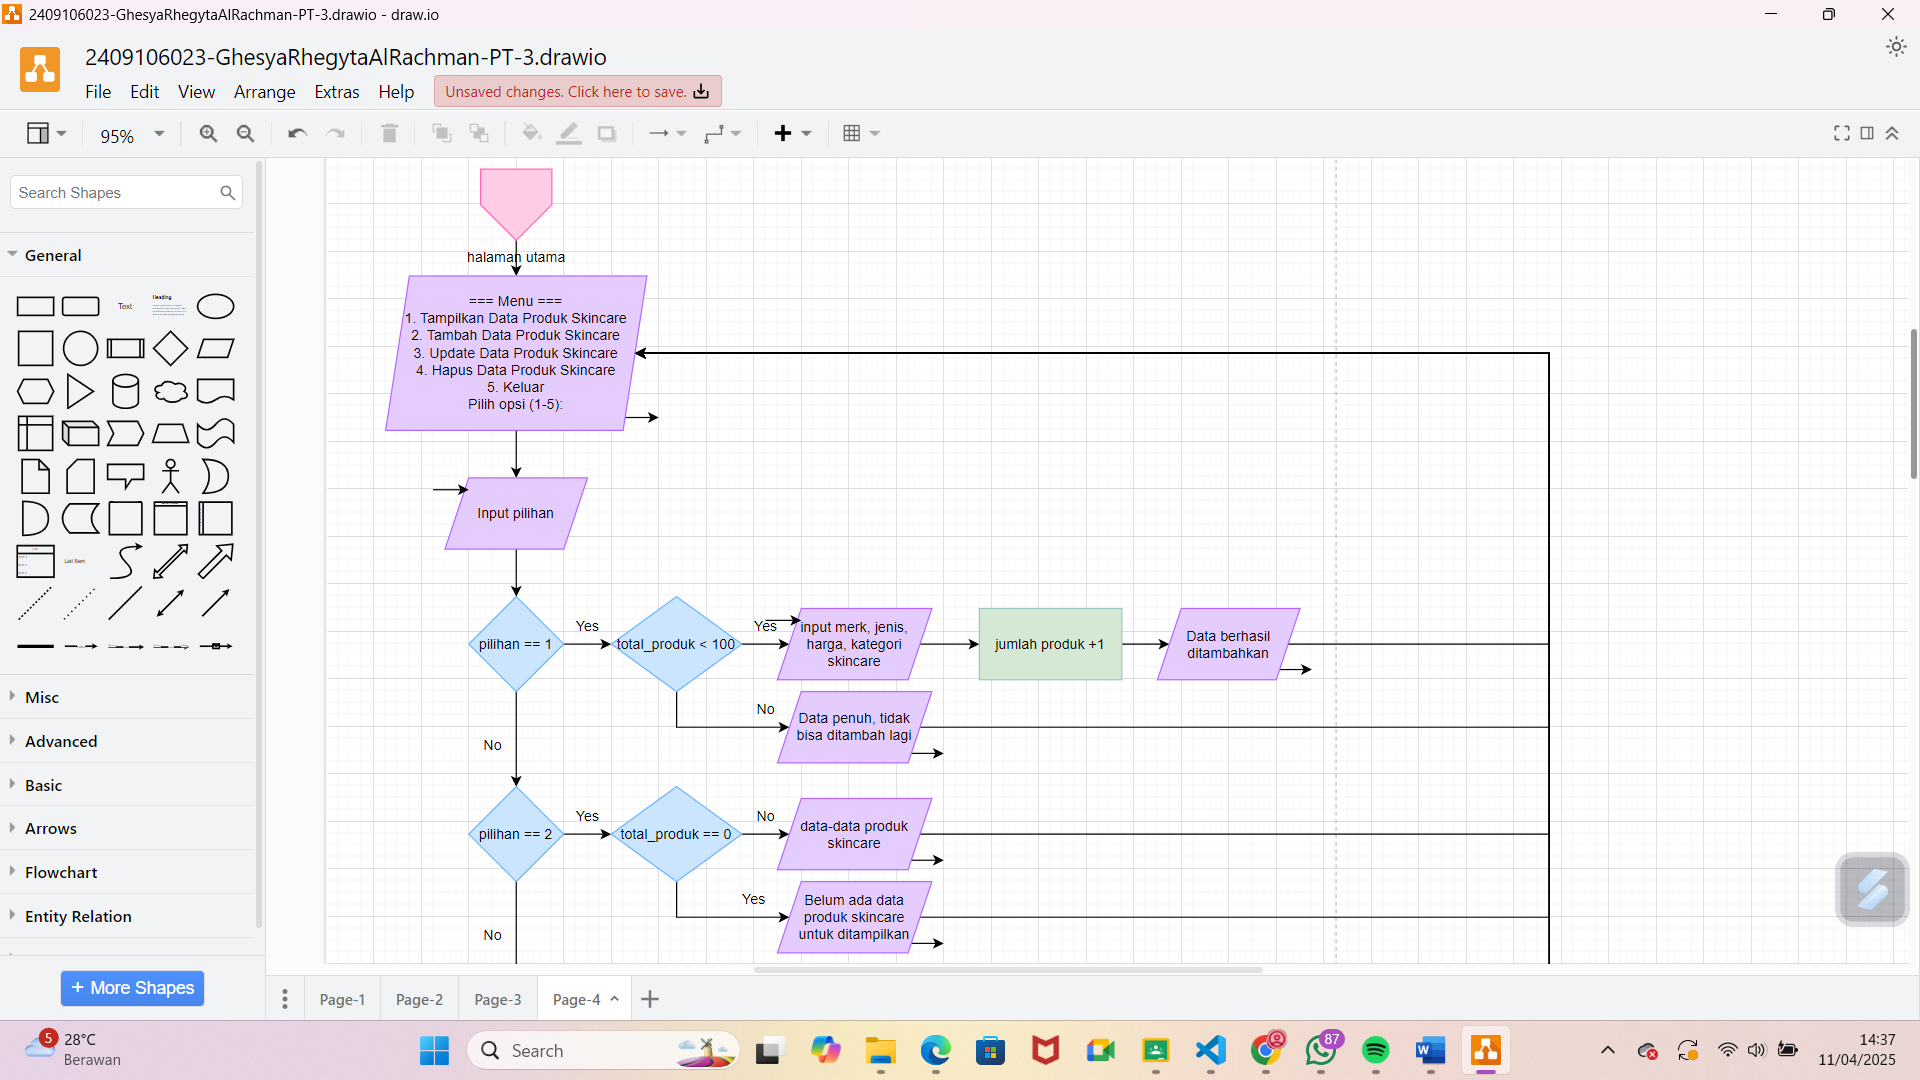 2409106023-GhesyaRhegytaAlRachman-PT-3.drawio - draw.io
2409106023-GhesyaRhegytaAlRachman-PT-3.drawio
File Edit View Arrange Extras Help Unsaved changes. Click here to save.
95%
Search Shapes
General
Text
Heading
List Item
Misc
Advanced
Basic
Arrows
Flowchart
Entity Relation
+ More Shapes
halaman utama
=== Menu ===
1. Tampilkan Data Produk Skincare
2. Tambah Data Produk Skincare
3. Update Data Produk Skincare
4. Hapus Data Produk Skincare
5. Keluar
Pilih opsi (1-5):
Input pilihan
pilihan == 1
Yes
total_produk < 100
Yes
input merk, jenis,
harga, kategori
skincare
jumlah produk +1
Data berhasil
ditambahkan
No
Data penuh, tidak
bisa ditambah lagi
No
pilihan == 2
Yes
total_produk == 0
No
data-data produk
skincare
Yes
Belum ada data
produk skincare
untuk ditampilkan
No
Page-1 Page-2 Page-3 Page-4
5
28°C
Berawan
Search
87
14:37
11/04/2025